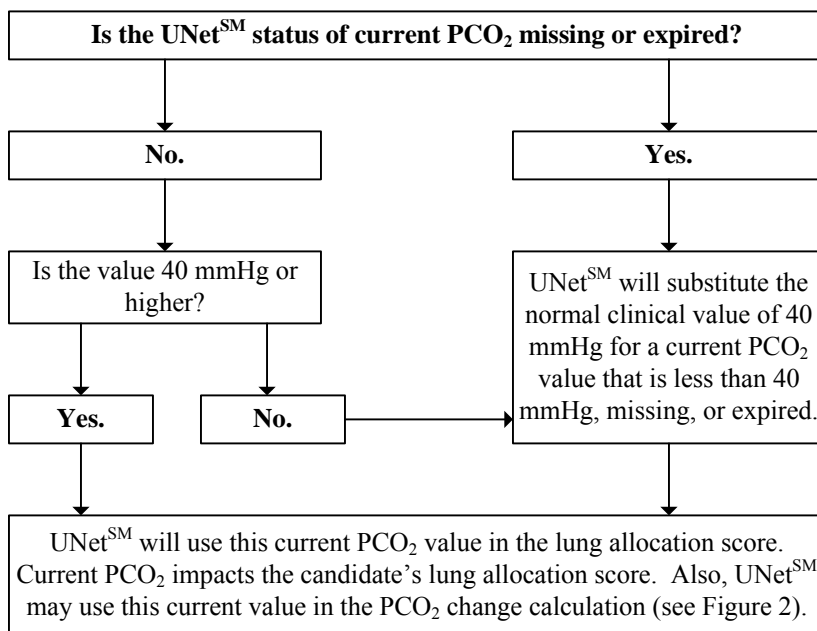 Is the UNet^SM status of current PCO₂ missing or expired?
No.
Yes.
Is the value 40 mmHg or
higher?
UNet^SM will substitute the
normal clinical value of 40
mmHg for a current PCO₂
value that is less than 40
mmHg, missing, or expired.
Yes.
No.
UNet^SM will use this current PCO₂ value in the lung allocation score.
Current PCO₂ impacts the candidate’s lung allocation score. Also, UNet^SM
may use this current value in the PCO₂ change calculation (see Figure 2).